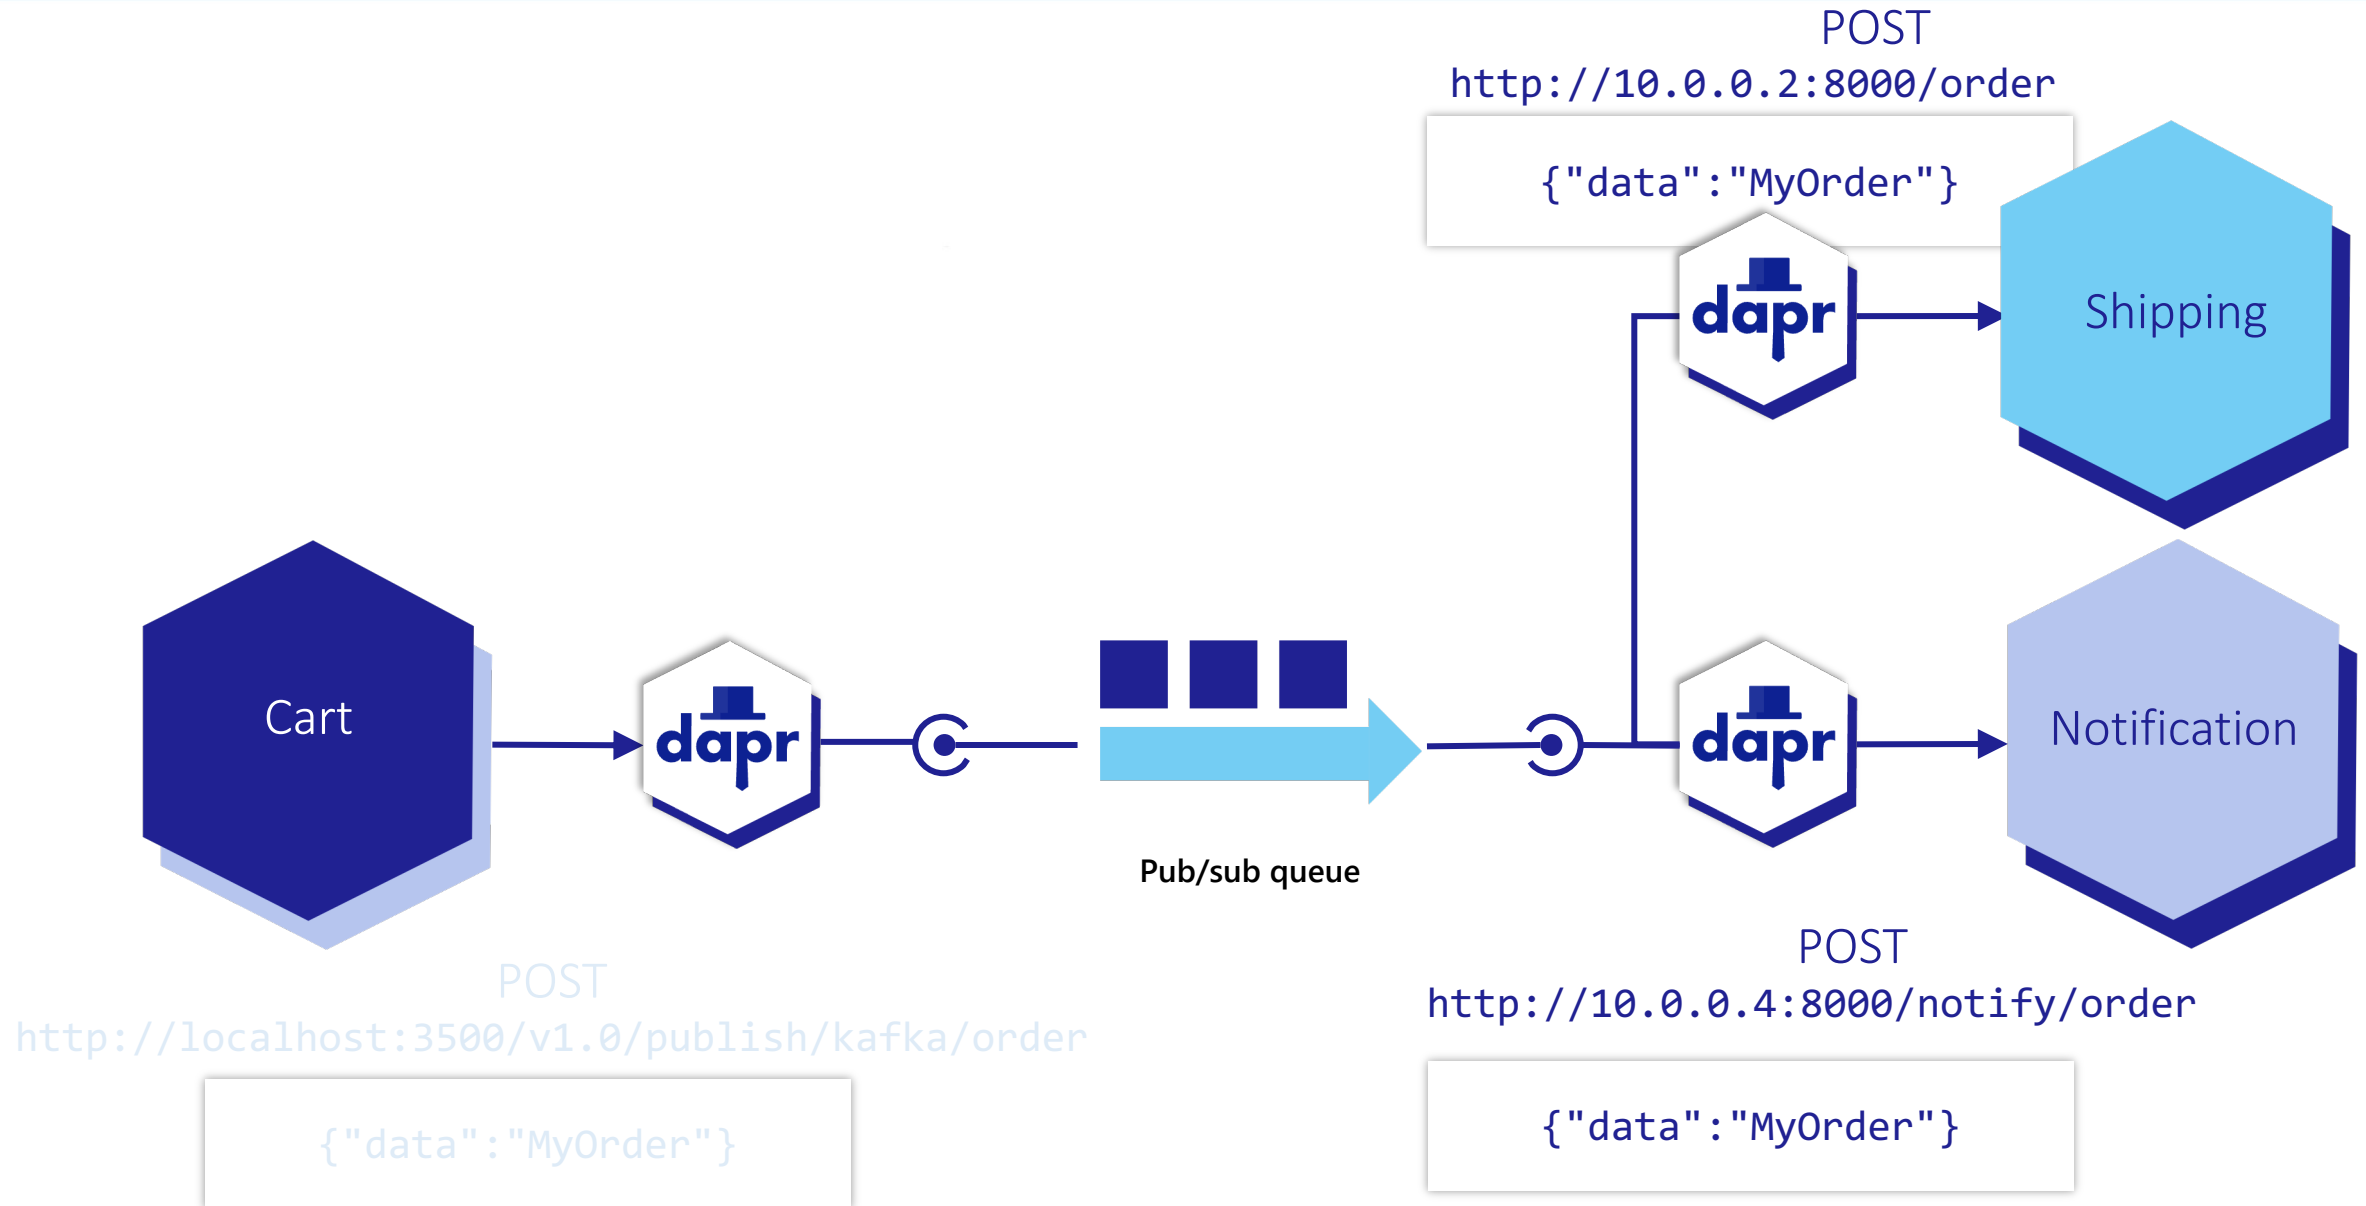 POST
http://10.0.0.2:8000/order
{"data":"MyOrder"}
dapr
Shipping
Cart
dapr
dapr
Notification
Pub/sub queue
POST
http://localhost:3500/v1.0/publish/kafka/order
{"data":"MyOrder"}
POST
http://10.0.0.4:8000/notify/order
{"data":"MyOrder"}